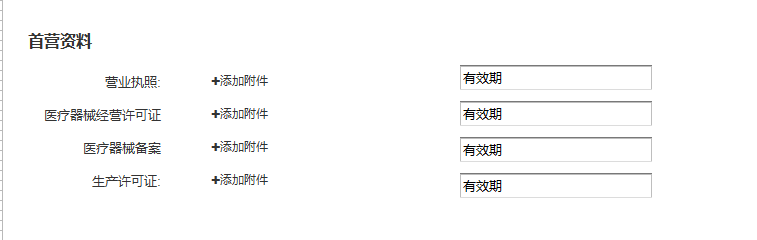 首营资料
营业执照: ✚添加附件 有效期
医疗器械经营许可证 ✚添加附件 有效期
医疗器械备案 ✚添加附件 有效期
生产许可证: ✚添加附件 有效期